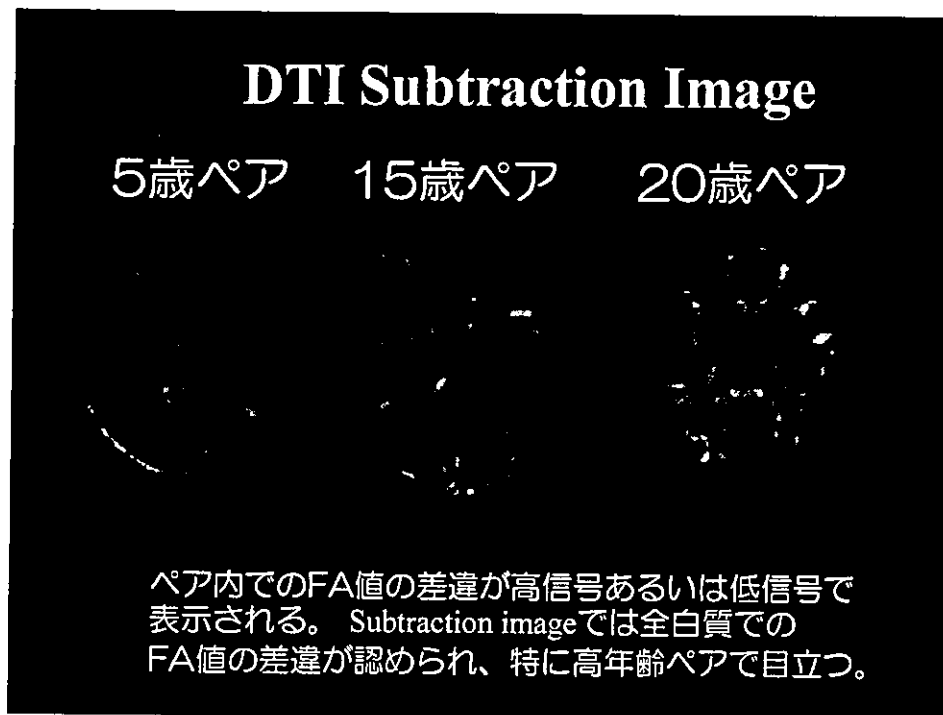 DTI Subtraction Image
5歳ペア 15歳ペア 20歳ペア
ペア内でのFA値の差違が高信号あるいは低信号で
表示される。 Subtraction imageでは全白質での
FA値の差違が認められ、特に高年齢ペアで目立つ。